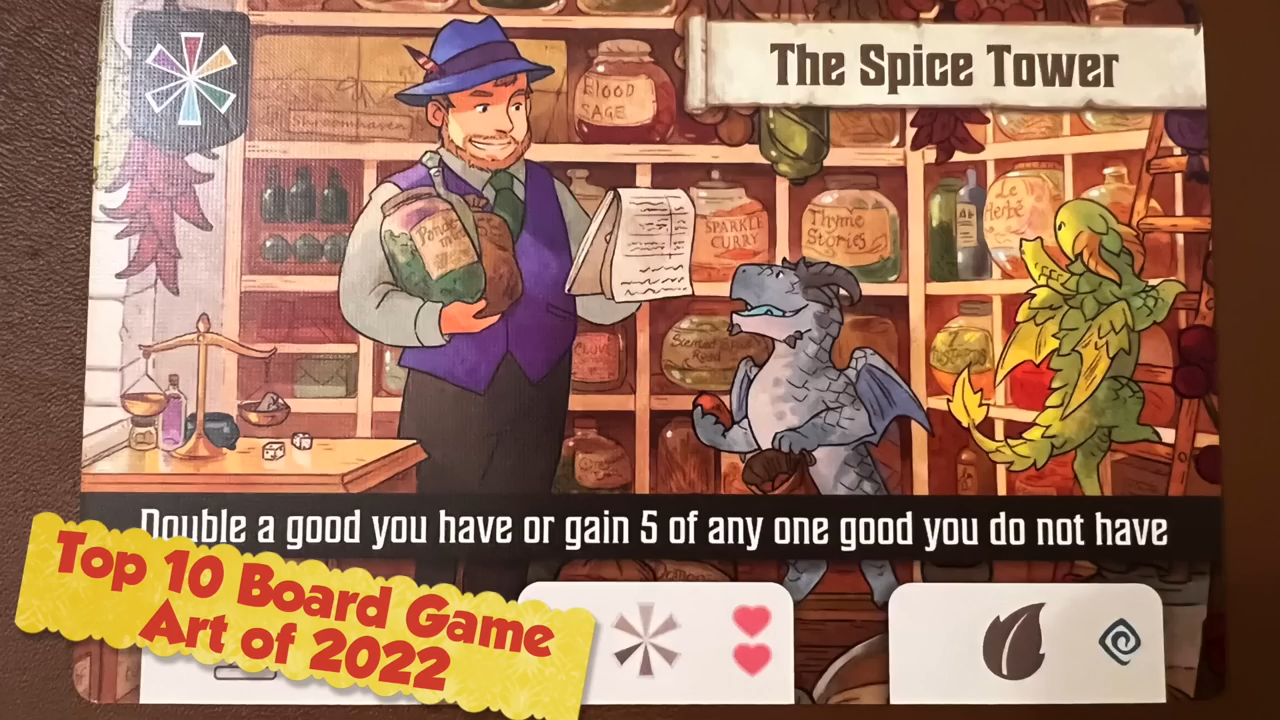 The Spice Tower
BlOOD
SAGE
SPARKLE
CURRY
Thyme
Stories
Le
Herbé
Double a good you have or gain 5 of any one good you do not have
Top 10 Board Game
Art of 2022